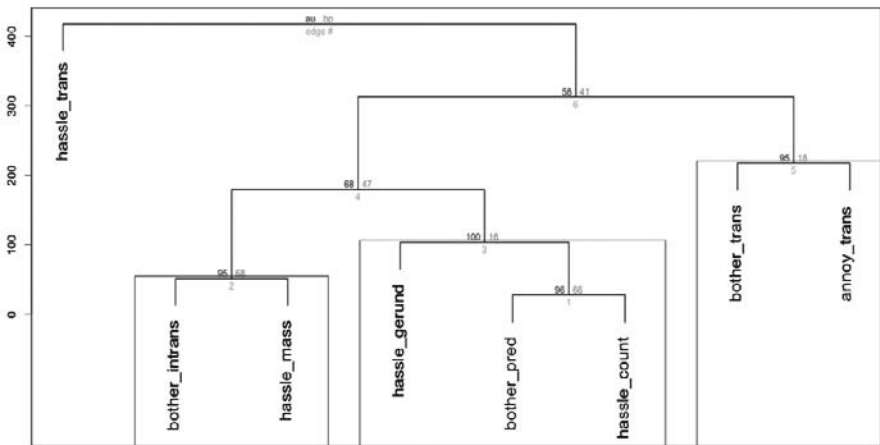 400
300
200
100
0
au bp
edge #
58 41
6
95 18
5
68 47
4
100 16
3
95 68
2
96 66
1
hassle_trans
bother_intrans
hassle_mass
hassle_gerund
bother_pred
hassle_count
bother_trans
annoy_trans